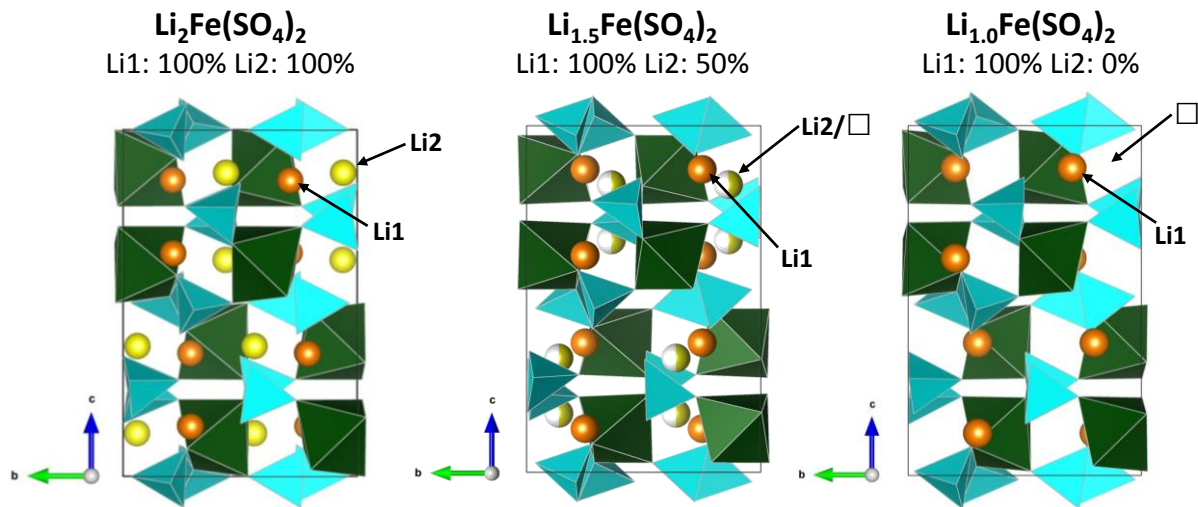 Li₂Fe(SO₄)₂
Li1: 100% Li2: 100%
Li2
Li1
c
b
Li₁.₅Fe(SO₄)₂
Li1: 100% Li2: 50%
Li2/□
Li1
c
b
Li₁.₀Fe(SO₄)₂
Li1: 100% Li2: 0%
□
Li1
c
b